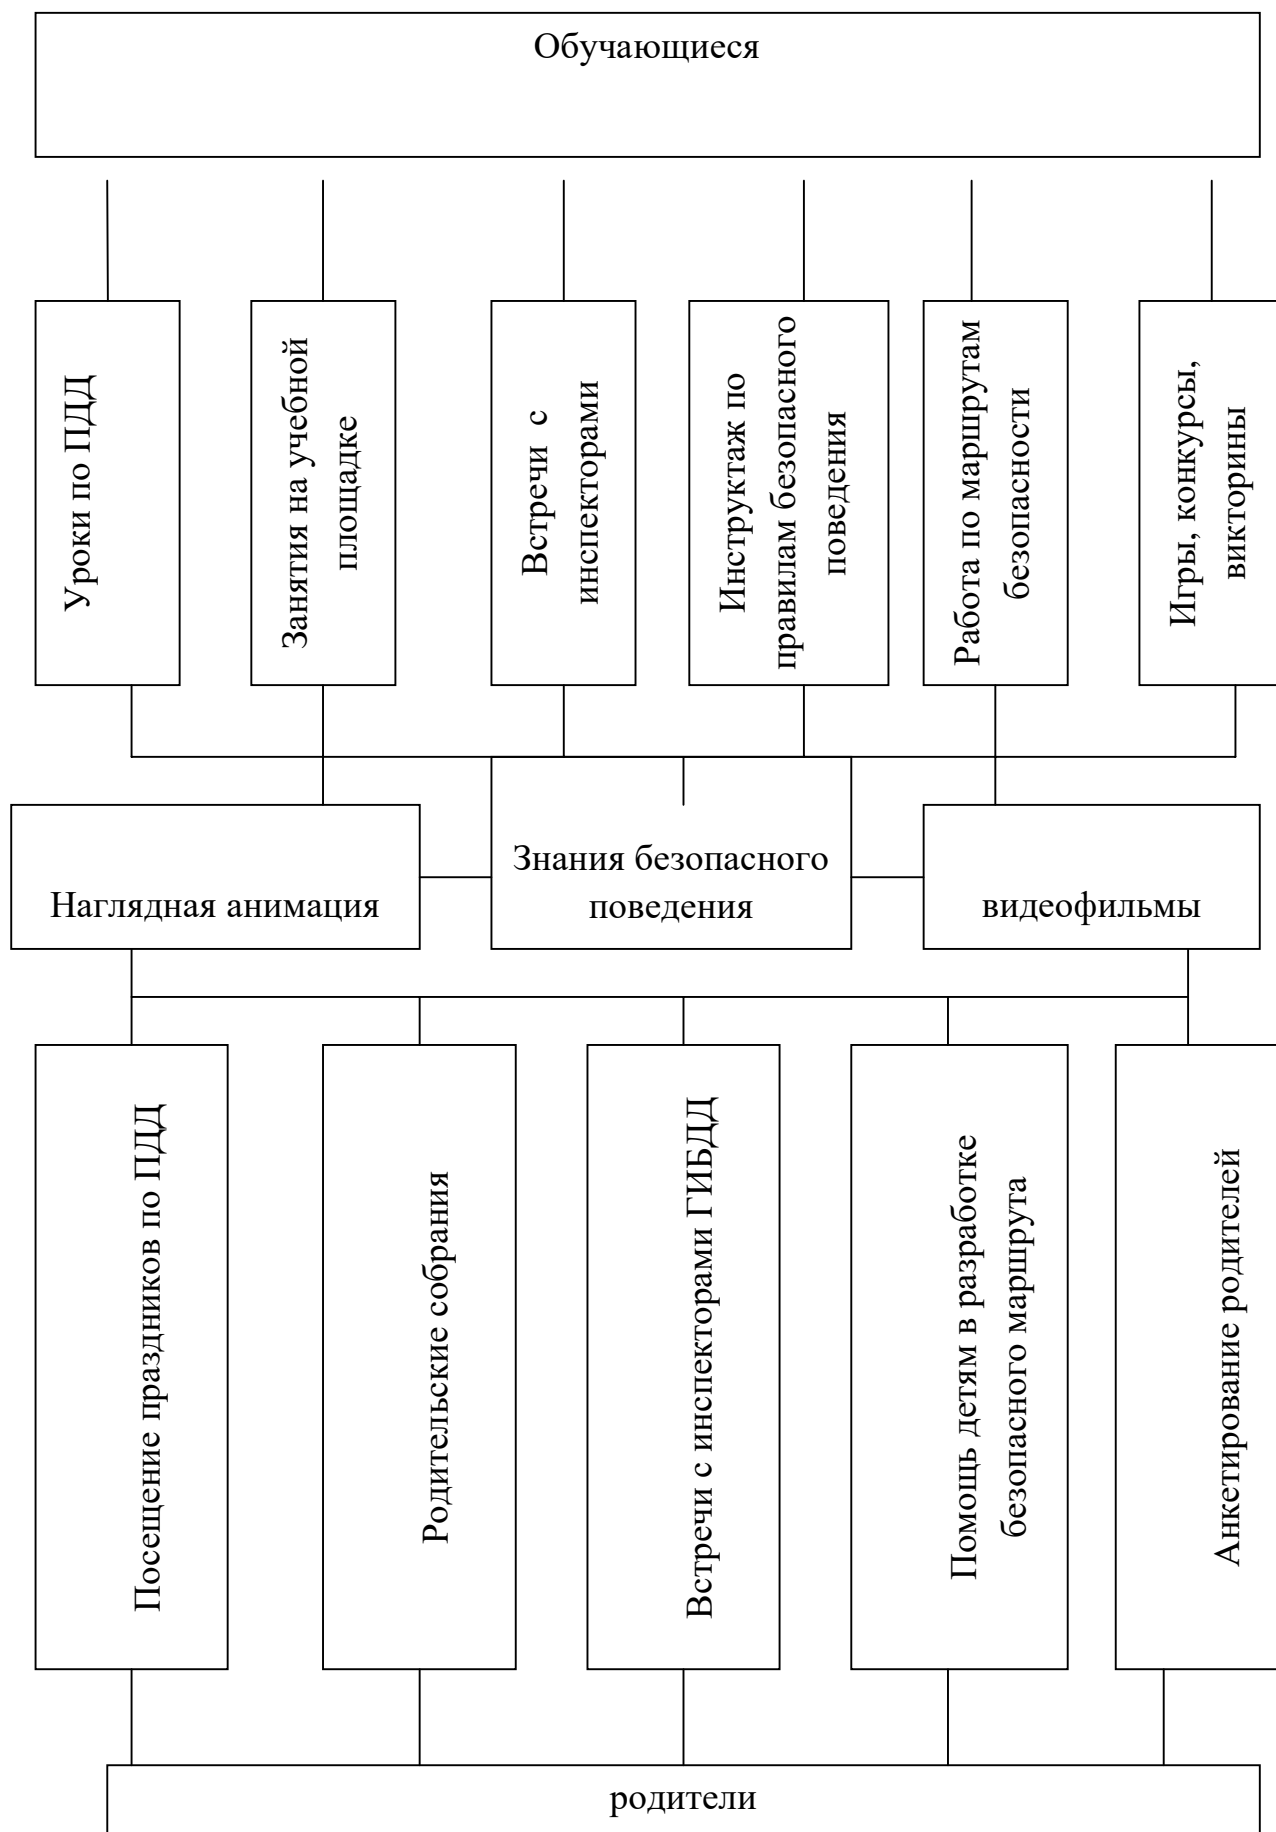 Обучающиеся
Уроки по ПДД
Занятия на учебной
площадке
Встречи с
инспекторами
Инструктаж по
правилам безопасного
поведения
Работа по маршрутам
безопасности
Игры, конкурсы,
викторины
Наглядная анимация
Знания безопасного
поведения
видеофильмы
Посещение праздников по ПДД
Родительские собрания
Встречи с инспекторами ГИБДД
Помощь детям в разработке
безопасного маршрута
Анкетирование родителей
родители